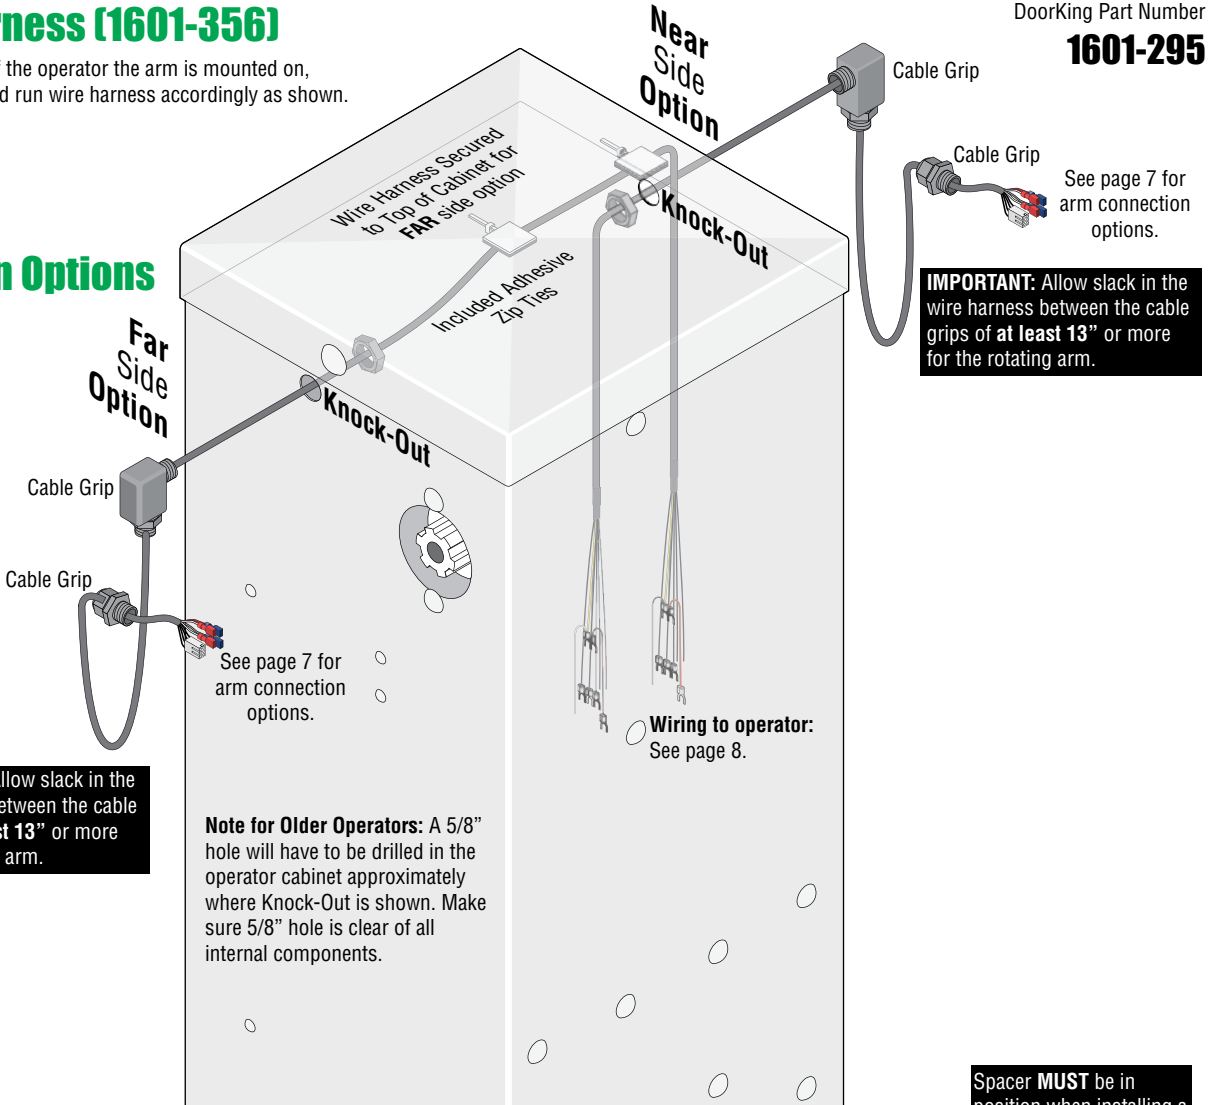 rness (1601-356)
f the operator the arm is mounted on,
d run wire harness accordingly as shown.
DoorKing Part Number
1601-295
Near
Side
Option
Cable Grip
Cable Grip
See page 7 for
arm connection
options.
Wire Harness Secured
to Top of Cabinet for
FAR side option
Knock-Out
IMPORTANT: Allow slack in the
wire harness between the cable
grips of at least 13” or more
for the rotating arm.
n Options
Included Adhesive
Zip Ties
Far
Side
Option
Knock-Out
Cable Grip
Cable Grip
See page 7 for
arm connection
options.
Wiring to operator:
See page 8.
llow slack in the
etween the cable
st 13” or more
arm.
Note for Older Operators: A 5/8”
hole will have to be drilled in the
operator cabinet approximately
where Knock-Out is shown. Make
sure 5/8” hole is clear of all
internal components.
Spacer MUST be in
position when installing a